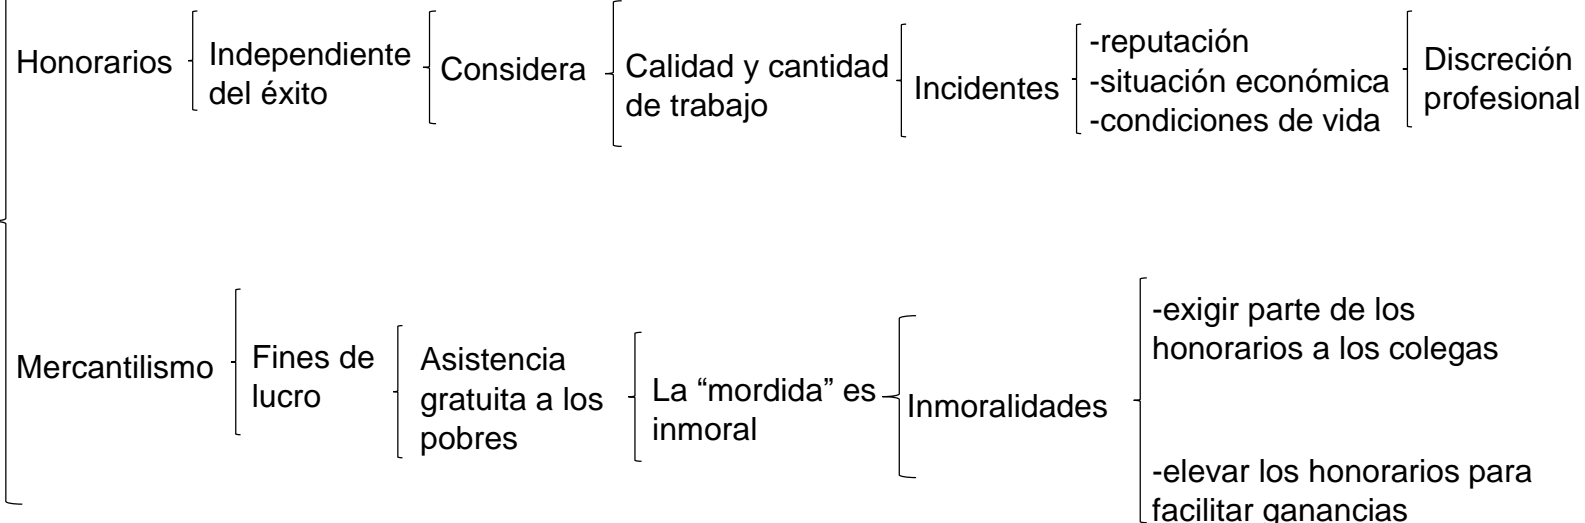 Honorarios
Independiente
del éxito
Considera
Calidad y cantidad
de trabajo
Incidentes
-reputación
-situación económica
-condiciones de vida
Discreción
profesional
Mercantilismo
Fines de
lucro
Asistencia
gratuita a los
pobres
La “mordida” es
inmoral
Inmoralidades
-exigir parte de los
honorarios a los colegas
-elevar los honorarios para
facilitar ganancias